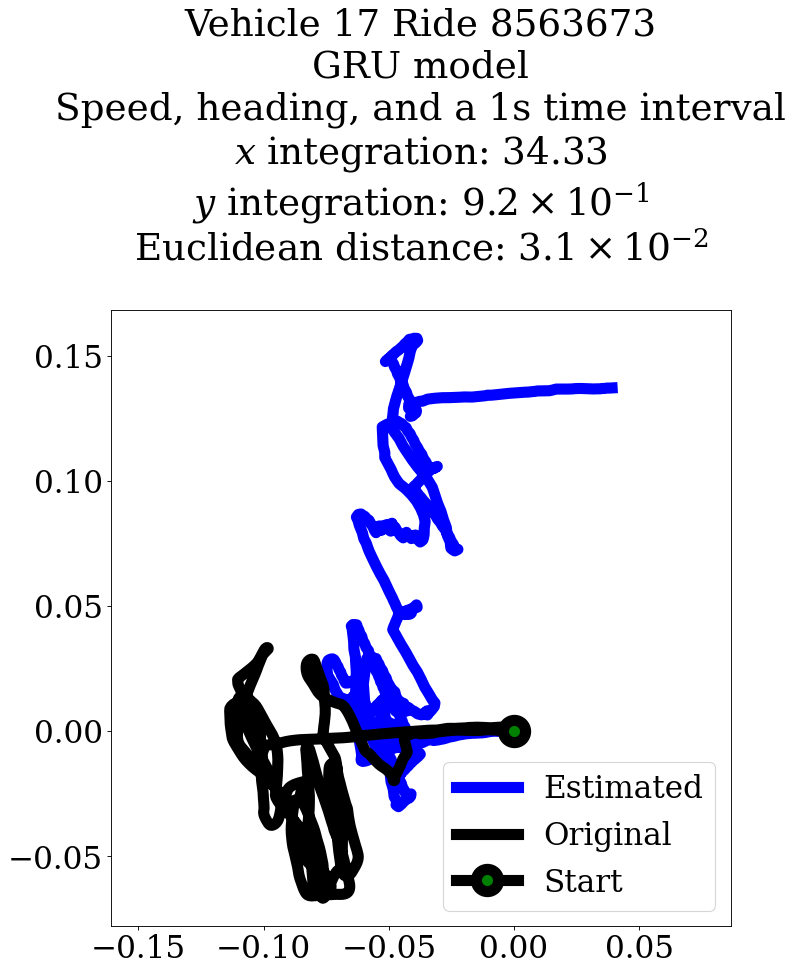 Vehicle 17 Ride 8563673
GRU model
Speed, heading, and a 1s time interval
x integration: 34.33
y integration: 9.2 × 10⁻¹
Euclidean distance: 3.1 × 10⁻²
0.15
0.10
0.05
0.00
−0.05
Estimated
Original
Start
−0.15
−0.10
−0.05
0.00
0.05